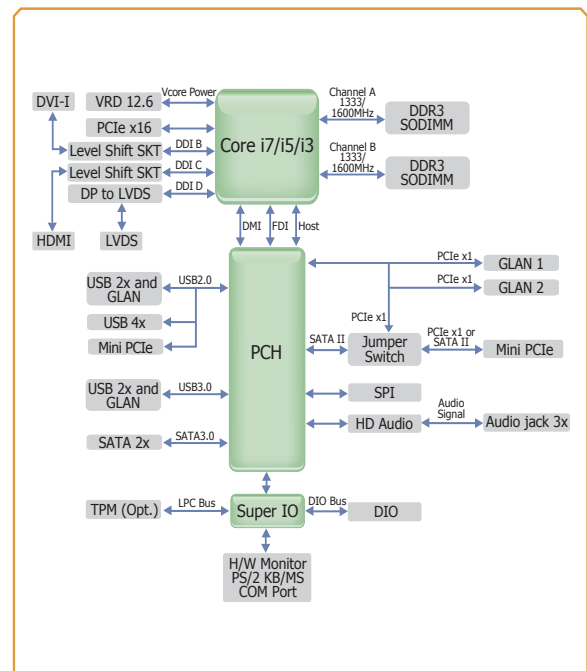 DVI-I
VRD 12.6
Vcore Power
PCIe x16
Level Shift SKT
DDI B
Level Shift SKT
DDI C
DP to LVDS
DDI D
HDMI
LVDS
Core i7/i5/i3
Channel A
1333/
1600MHz
DDR3
SODIMM
Channel B
1333/
1600MHz
DDR3
SODIMM
DMI
FDI
Host
USB 2x and
GLAN
USB2.0
USB 4x
Mini PCIe
USB 2x and
GLAN
USB3.0
SATA 2x
SATA3.0
PCH
PCIe x1
GLAN 1
PCIe x1
GLAN 2
PCIe x1
SATA II
Jumper
Switch
PCIe x1 or
SATA II
Mini PCIe
SPI
HD Audio
Audio
Signal
Audio jack 3x
TPM (Opt.)
LPC Bus
Super IO
DIO Bus
DIO
H/W Monitor
PS/2 KB/MS
COM Port